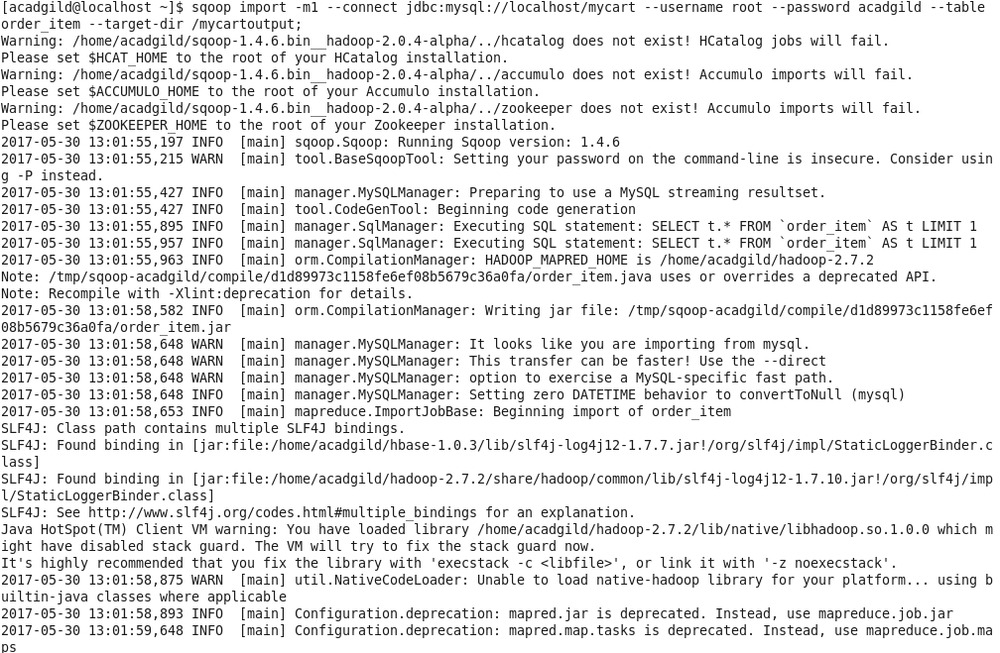 [acadgild@localhost ~]$ sqoop import -m1 --connect jdbc:mysql://localhost/mycart --username root --password acadgild --table
order_item --target-dir /mycartoutput;
Warning: /home/acadgild/sqoop-1.4.6.bin__hadoop-2.0.4-alpha/../hcatalog does not exist! HCatalog jobs will fail.
Please set $HCAT_HOME to the root of your HCatalog installation.
Warning: /home/acadgild/sqoop-1.4.6.bin__hadoop-2.0.4-alpha/../accumulo does not exist! Accumulo imports will fail.
Please set $ACCUMULO_HOME to the root of your Accumulo installation.
Warning: /home/acadgild/sqoop-1.4.6.bin__hadoop-2.0.4-alpha/../zookeeper does not exist! Accumulo imports will fail.
Please set $ZOOKEEPER_HOME to the root of your Zookeeper installation.
2017-05-30 13:01:55,197 INFO  [main] sqoop.Sqoop: Running Sqoop version: 1.4.6
2017-05-30 13:01:55,215 WARN  [main] tool.BaseSqoopTool: Setting your password on the command-line is insecure. Consider usin
g -P instead.
2017-05-30 13:01:55,427 INFO  [main] manager.MySQLManager: Preparing to use a MySQL streaming resultset.
2017-05-30 13:01:55,427 INFO  [main] tool.CodeGenTool: Beginning code generation
2017-05-30 13:01:55,895 INFO  [main] manager.SqlManager: Executing SQL statement: SELECT t.* FROM `order_item` AS t LIMIT 1
2017-05-30 13:01:55,957 INFO  [main] manager.SqlManager: Executing SQL statement: SELECT t.* FROM `order_item` AS t LIMIT 1
2017-05-30 13:01:55,963 INFO  [main] orm.CompilationManager: HADOOP_MAPRED_HOME is /home/acadgild/hadoop-2.7.2
Note: /tmp/sqoop-acadgild/compile/d1d89973c1158fe6ef08b5679c36a0fa/order_item.java uses or overrides a deprecated API.
Note: Recompile with -Xlint:deprecation for details.
2017-05-30 13:01:58,582 INFO  [main] orm.CompilationManager: Writing jar file: /tmp/sqoop-acadgild/compile/d1d89973c1158fe6ef
08b5679c36a0fa/order_item.jar
2017-05-30 13:01:58,648 WARN  [main] manager.MySQLManager: It looks like you are importing from mysql.
2017-05-30 13:01:58,648 WARN  [main] manager.MySQLManager: This transfer can be faster! Use the --direct
2017-05-30 13:01:58,648 WARN  [main] manager.MySQLManager: option to exercise a MySQL-specific fast path.
2017-05-30 13:01:58,648 INFO  [main] manager.MySQLManager: Setting zero DATETIME behavior to convertToNull (mysql)
2017-05-30 13:01:58,653 INFO  [main] mapreduce.ImportJobBase: Beginning import of order_item
SLF4J: Class path contains multiple SLF4J bindings.
SLF4J: Found binding in [jar:file:/home/acadgild/hbase-1.0.3/lib/slf4j-log4j12-1.7.7.jar!/org/slf4j/impl/StaticLoggerBinder.c
lass]
SLF4J: Found binding in [jar:file:/home/acadgild/hadoop-2.7.2/share/hadoop/common/lib/slf4j-log4j12-1.7.10.jar!/org/slf4j/imp
l/StaticLoggerBinder.class]
SLF4J: See http://www.slf4j.org/codes.html#multiple_bindings for an explanation.
Java HotSpot(TM) Client VM warning: You have loaded library /home/acadgild/hadoop-2.7.2/lib/native/libhadoop.so.1.0.0 which m
ight have disabled stack guard. The VM will try to fix the stack guard now.
It's highly recommended that you fix the library with 'execstack -c <libfile>', or link it with '-z noexecstack'.
2017-05-30 13:01:58,875 WARN  [main] util.NativeCodeLoader: Unable to load native-hadoop library for your platform... using b
uiltin-java classes where applicable
2017-05-30 13:01:58,893 INFO  [main] Configuration.deprecation: mapred.jar is deprecated. Instead, use mapreduce.job.jar
2017-05-30 13:01:59,648 INFO  [main] Configuration.deprecation: mapred.map.tasks is deprecated. Instead, use mapreduce.job.ma
ps